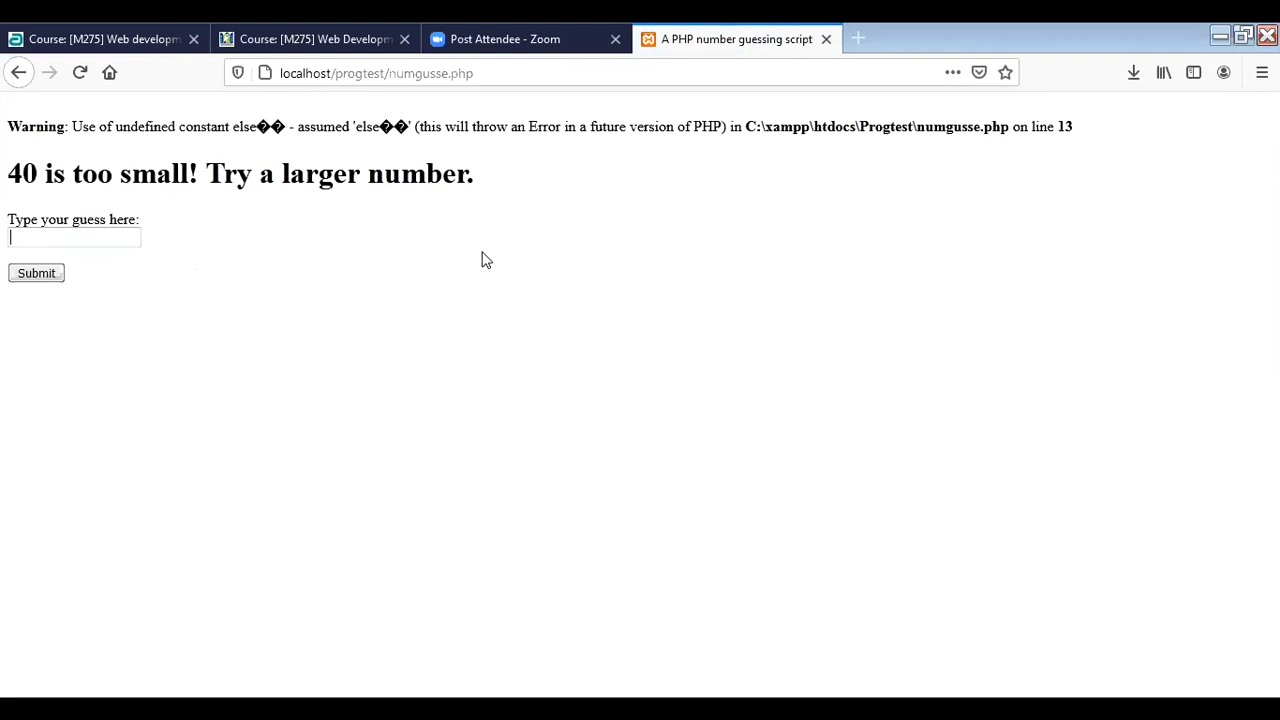 Course: [M275] Web developm
Course: [M275] Web Developm
Post Attendee - Zoom
A PHP number guessing script
localhost/progtest/numgusse.php
Warning: Use of undefined constant else�� - assumed 'else��' (this will throw an Error in a future version of PHP) in C:\xampp\htdocs\Progtest\numgusse.php on line 13
40 is too small! Try a larger number.
Type your guess here:
Submit